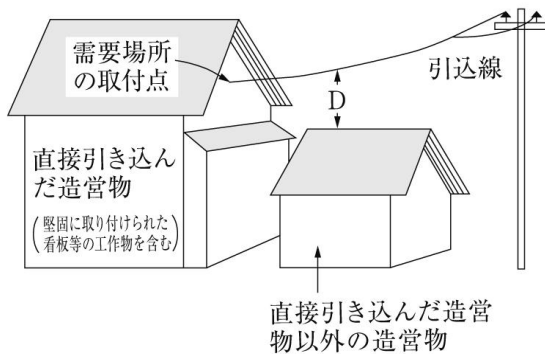 需要場所
の取付点
引込線
D
直接引き込ん
だ造営物
(堅固に取り付けられた
看板等の工作物を含む)
直接引き込んだ造営
物以外の造営物